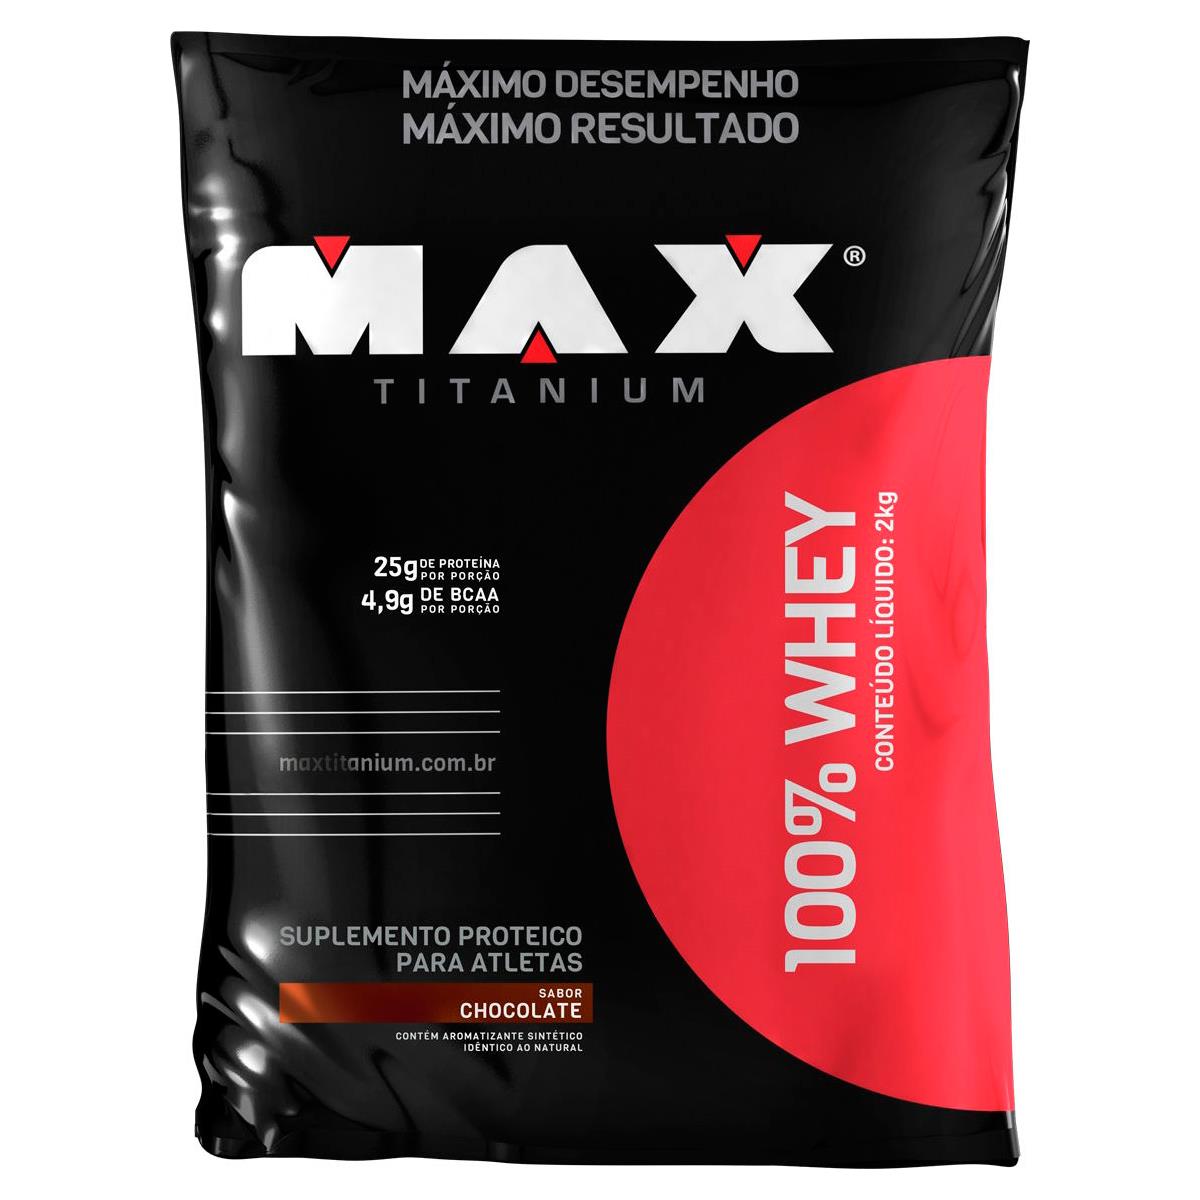 MÁXIMO DESEMPENHO
MÁXIMO RESULTADO
MAX®
TITANIUM
25g DE PROTEÍNA
POR PORÇÃO
4,9g DE BCAA
POR PORÇÃO
maxtitanium.com.br
100% WHEY
CONTEÚDO LÍQUIDO: 2kg
SUPLEMENTO PROTEICO
PARA ATLETAS
SABOR
CHOCOLATE
CONTÉM AROMATIZANTE SINTÉTICO
IDÊNTICO AO NATURAL